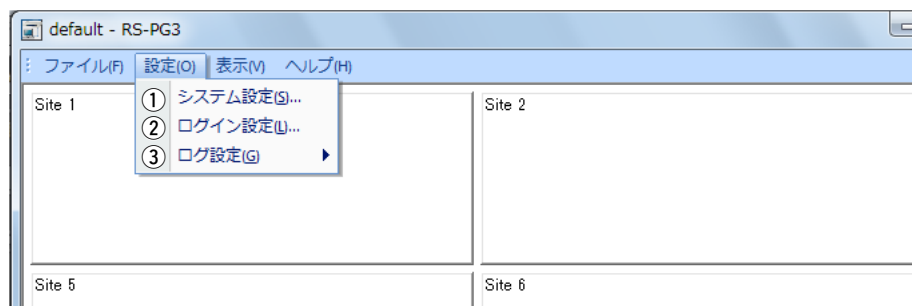 default - RS-PG3
ファイル(F) 設定(O) 表示(V) ヘルプ(H)
Site 1
① システム設定(S)...
② ログイン設定(L)...
③ ログ設定(G)
Site 2
Site 5
Site 6